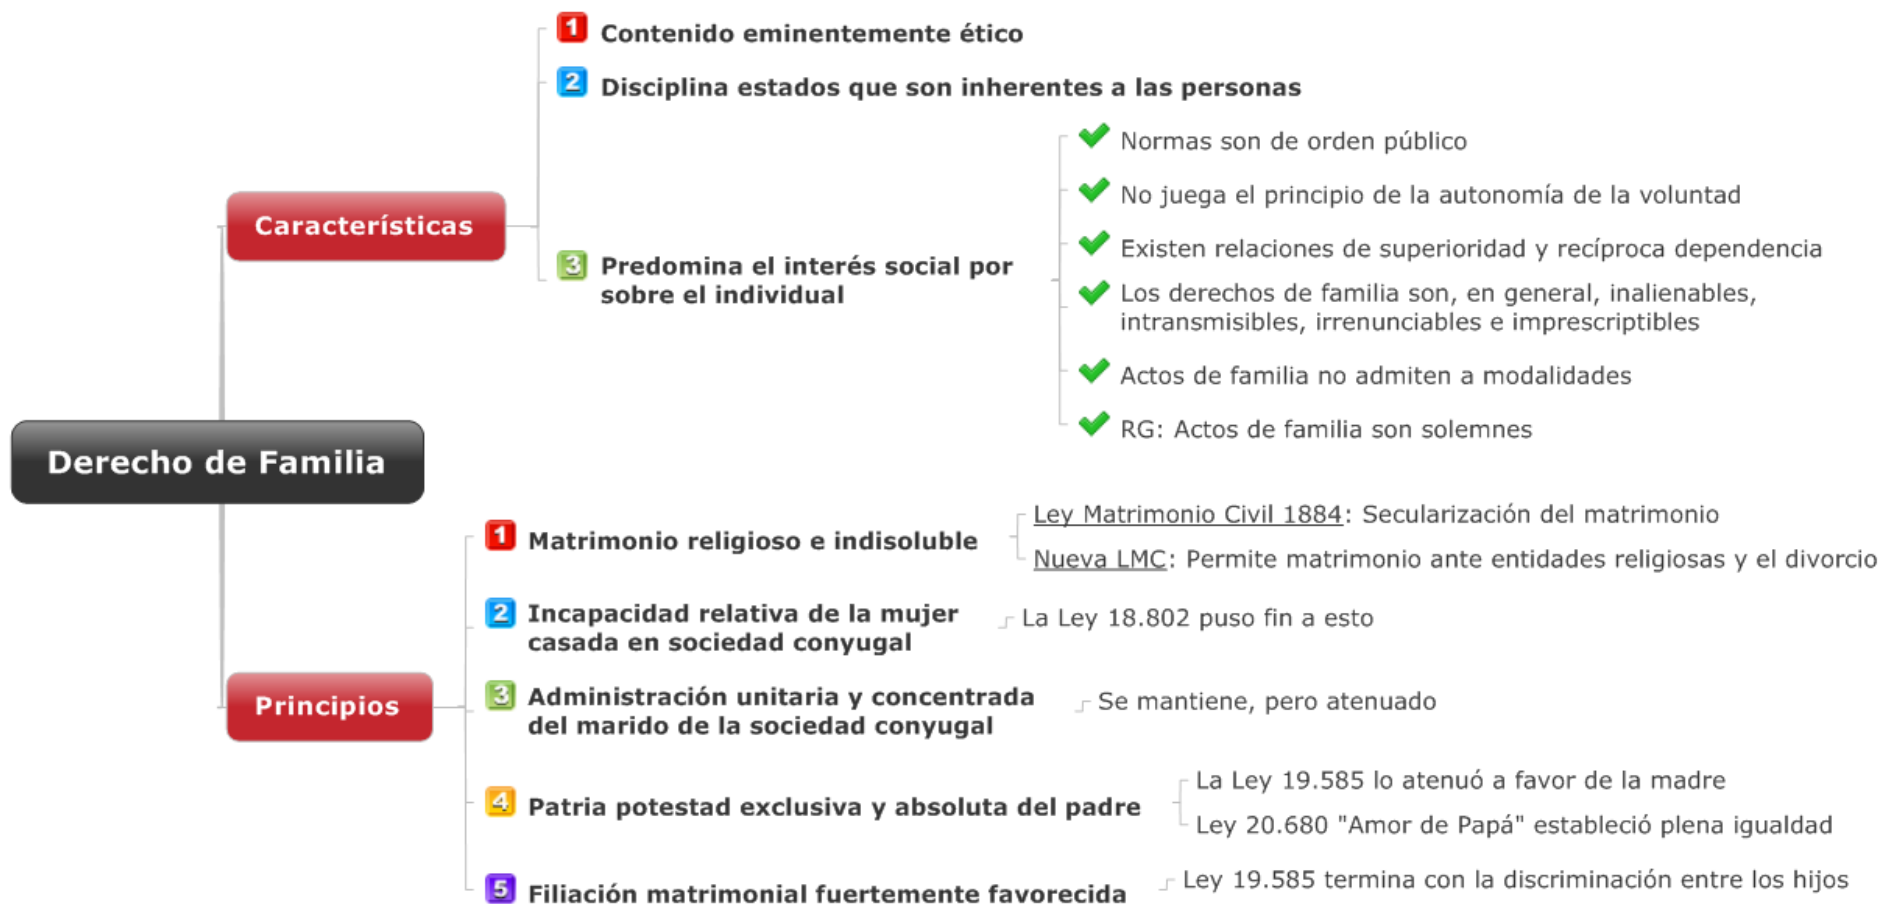 Derecho de Familia
Características
1 Contenido eminentemente ético
2 Disciplina estados que son inherentes a las personas
3 Predomina el interés social por
sobre el individual
Normas son de orden público
No juega el principio de la autonomía de la voluntad
Existen relaciones de superioridad y recíproca dependencia
Los derechos de familia son, en general, inalienables,
intransmisibles, irrenunciables e imprescriptibles
Actos de familia no admiten a modalidades
RG: Actos de familia son solemnes
Principios
1 Matrimonio religioso e indisoluble
Ley Matrimonio Civil 1884: Secularización del matrimonio
Nueva LMC: Permite matrimonio ante entidades religiosas y el divorcio
2 Incapacidad relativa de la mujer
casada en sociedad conyugal
La Ley 18.802 puso fin a esto
3 Administración unitaria y concentrada
del marido de la sociedad conyugal
Se mantiene, pero atenuado
4 Patria potestad exclusiva y absoluta del padre
La Ley 19.585 lo atenuó a favor de la madre
Ley 20.680 "Amor de Papá" estableció plena igualdad
5 Filiación matrimonial fuertemente favorecida
Ley 19.585 termina con la discriminación entre los hijos